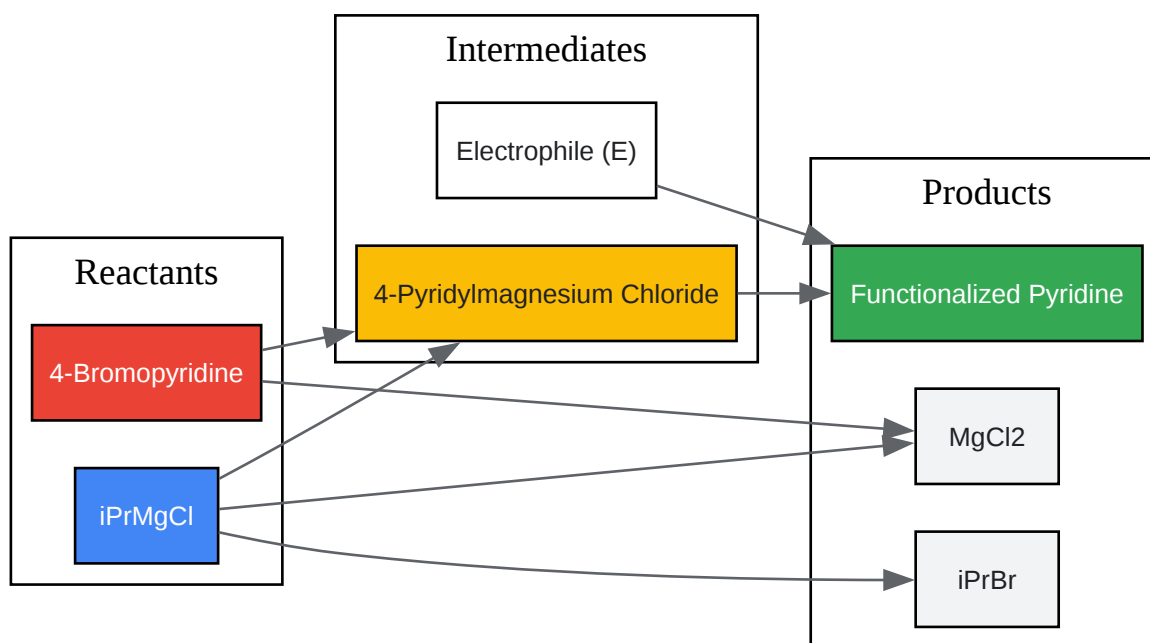 Reactants
4-Bromopyridine
iPrMgCl
Intermediates
Electrophile (E)
4-Pyridylmagnesium Chloride
Products
Functionalized Pyridine
MgCl2
iPrBr